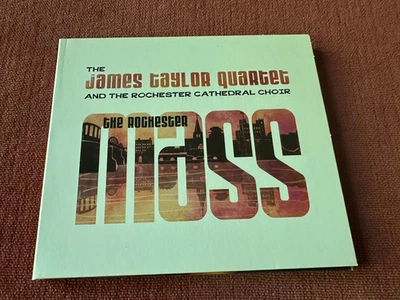 THE
James Taylor Quartet
AND THE ROCHESTER CATHEDRAL CHOIR
THE ROCHESTER
mass